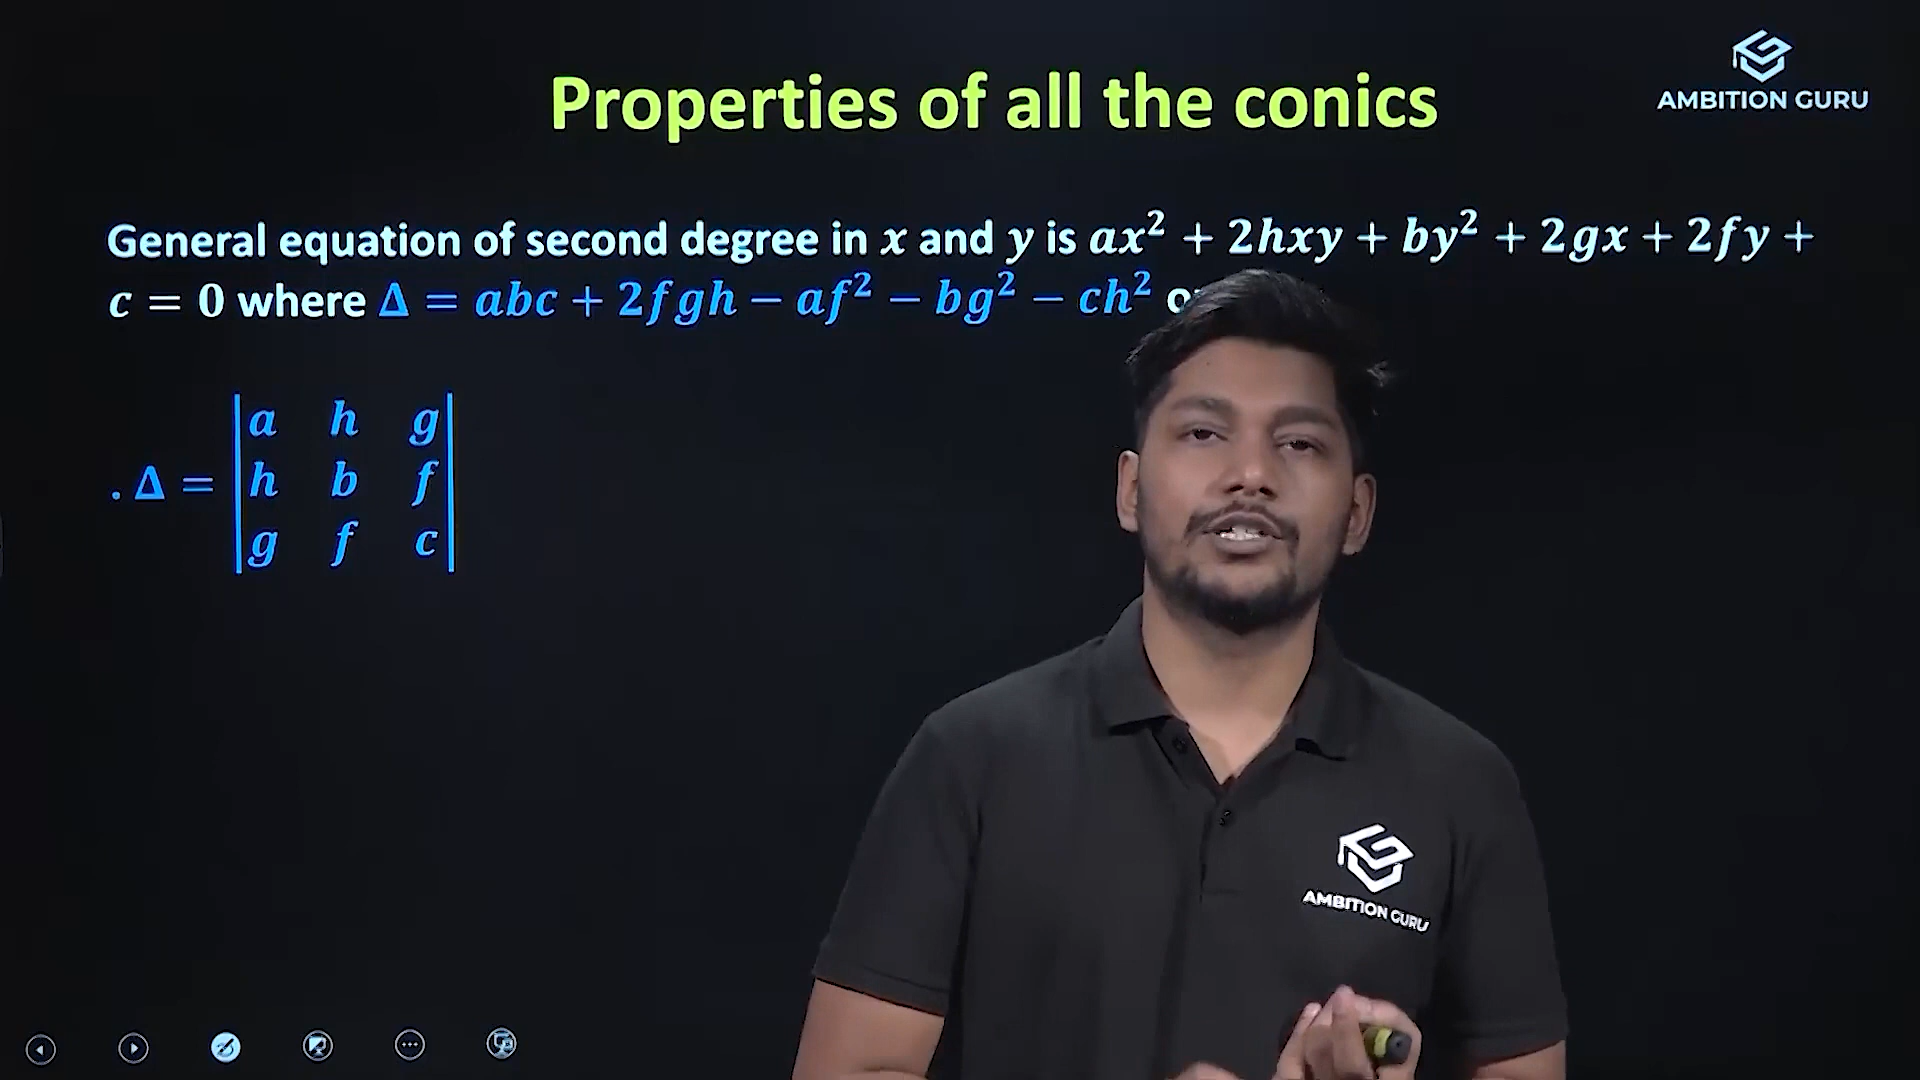 AMBITION GURU
Properties of all the conics
General equation of second degree in x and y is ax² + 2hxy + by² + 2gx + 2fy +
c = 0 where Δ = abc + 2fgh − af² − bg² − ch²
. Δ = |a h g|
|h b f|
|g f c|
AMBITION GURU